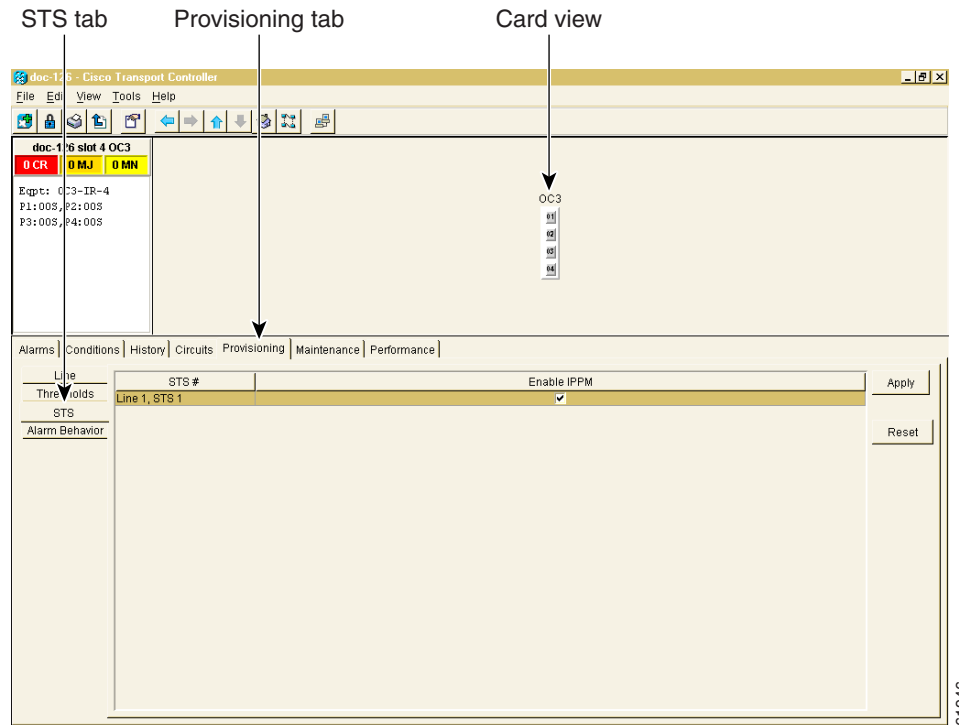 STS tab Provisioning tab Card view
doc-126 - Cisco Transport Controller
File Edit View Tools Help
doc-126 slot 4 OC3
0 CR 0 MJ 0 MN
Eqpt: OC3-IR-4
P1:OOS,P2:OOS
P3:OOS,P4:OOS
OC3
01
02
03
04
Alarms Conditions History Circuits Provisioning Maintenance Performance
Line
Thresholds
STS
Alarm Behavior
STS # Enable IPPM
Line 1, STS 1
Apply
Reset